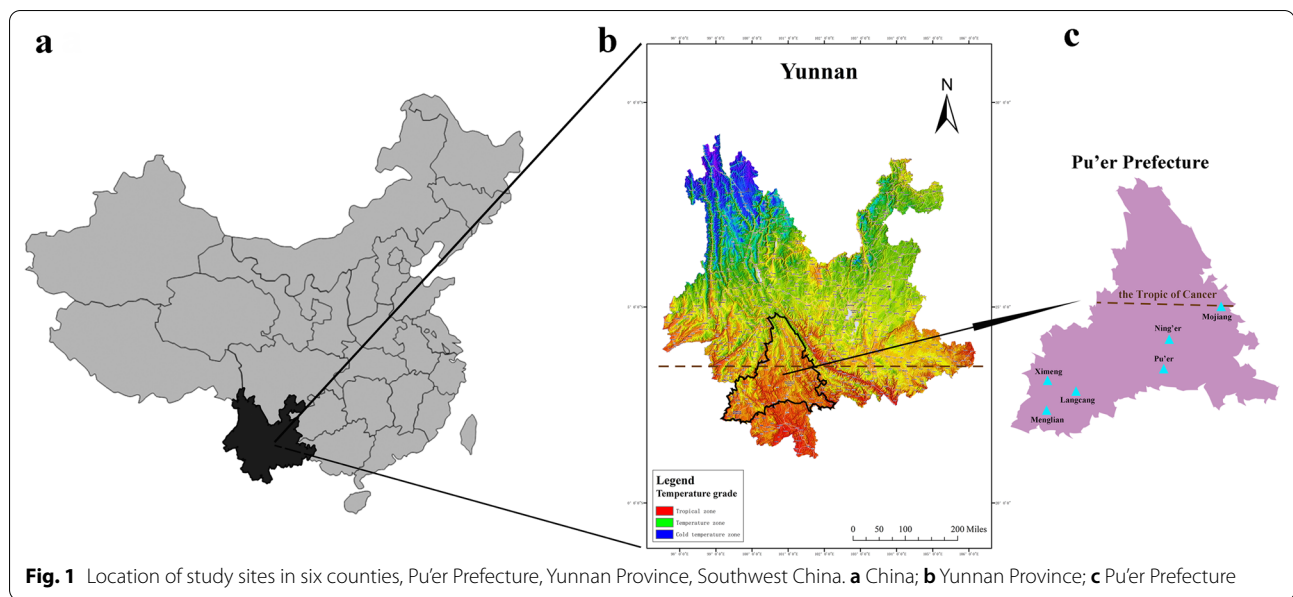 a
b
c
Yunnan
N
Pu'er Prefecture
the Tropic of Cancer
Mojiang
Ning'er
Pu'er
Ximeng
Langcang
Menglian
Legend
Temperature grade
Tropical zone
Temperature zone
Cold temperature zone
0 50 100 200 Miles
Fig. 1 Location of study sites in six counties, Pu'er Prefecture, Yunnan Province, Southwest China. a China; b Yunnan Province; c Pu'er Prefecture